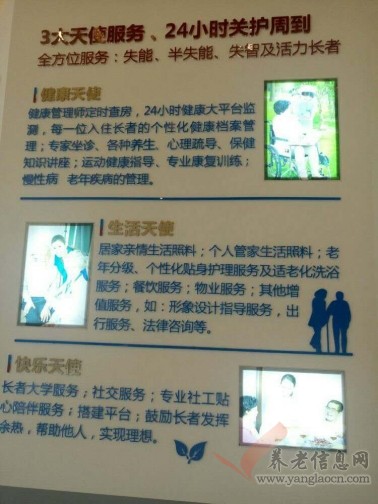 3大天使服务、24小时关护周到
全方位服务：失能、半失能、失智及活力长者
健康天使
健康管理师定时查房，24小时健康大平台监
测，每一位入住长者的个性化健康档案管
理；专家坐诊、各种养生、心理疏导、保健
知识讲座；运动健康指导、专业康复训练；
慢性病 老年疾病的管理。
生活天使
居家亲情生活照料；个人管家生活照料；老
年分级、个性化贴身护理服务及适老化洗浴
服务；餐饮服务；物业服务；其他增
值服务，如：形象设计指导服务，出
行服务、法律咨询等。
快乐天使
长者大学服务；社交服务；专业社工贴
心陪伴服务；搭建平台；鼓励长者发挥
余热，帮助他人，实现理想。
养老信息网
www.yanglaocn.com